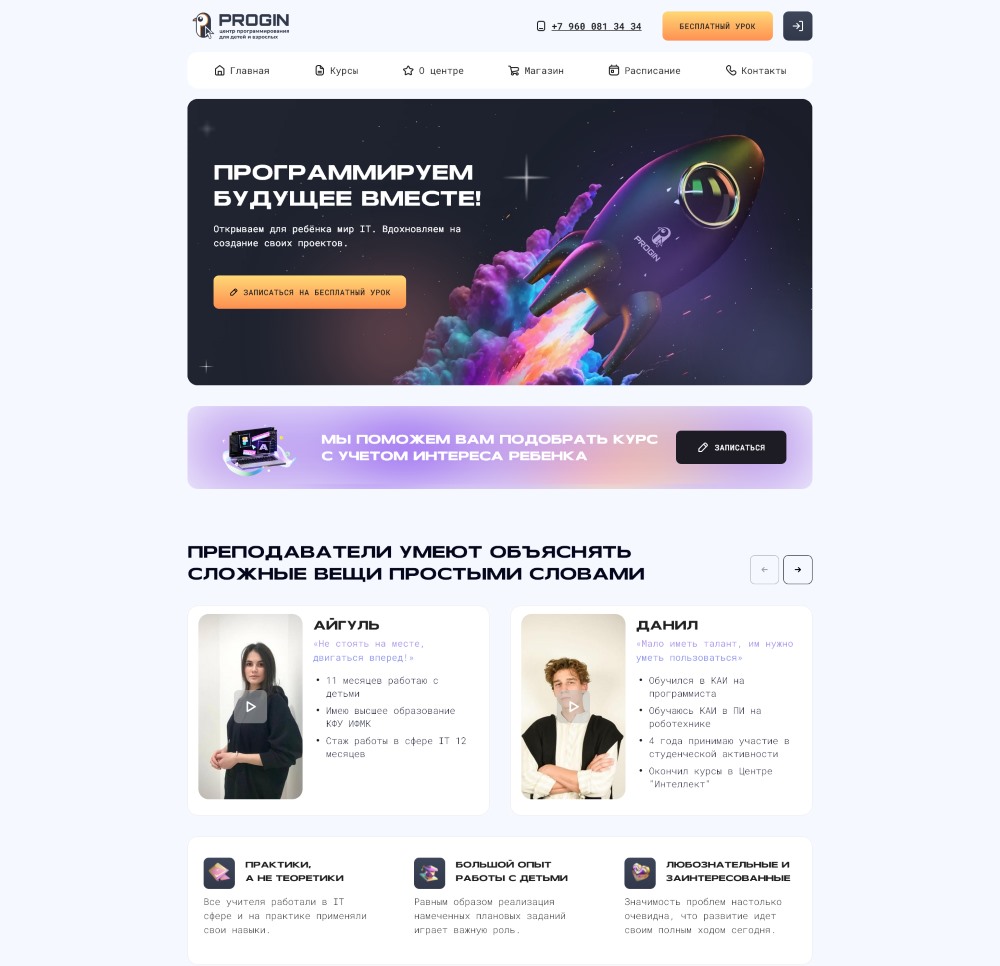 PROGIN
центр программирования
для детей и взрослых
+7 960 081 34 34
БЕСПЛАТНЫЙ УРОК
Главная
Курсы
О центре
Магазин
Расписание
Контакты
ПРОГРАММИРУЕМ
БУДУЩЕЕ ВМЕСТЕ!
Открываем для ребёнка мир IT. Вдохновляем на
создание своих проектов.
ЗАПИСАТЬСЯ НА БЕСПЛАТНЫЙ УРОК
PROGIN
МЫ ПОМОЖЕМ ВАМ ПОДОБРАТЬ КУРС
С УЧЕТОМ ИНТЕРЕСА РЕБЕНКА
ЗАПИСАТЬСЯ
ПРЕПОДАВАТЕЛИ УМЕЮТ ОБЪЯСНЯТЬ
СЛОЖНЫЕ ВЕЩИ ПРОСТЫМИ СЛОВАМИ
АЙГУЛЬ
«Не стоять на месте,
двигаться вперед!»
• 11 месяцев работаю с
детьми
• Имею высшее образование
КФУ ИФМК
• Стаж работы в сфере IT 12
месяцев
ДАНИЛ
«Мало иметь талант, им нужно
уметь пользоваться»
• Обучился в КАИ на
программиста
• Обучаюсь КАИ в ПИ на
роботехнике
• 4 года принимаю участие в
студенческой активности
• Окончил курсы в Центре
"Интеллект"
ПРАКТИКИ,
А НЕ ТЕОРЕТИКИ
Все учителя работали в IT
сфере и на практике применяли
свои навыки.
БОЛЬШОЙ ОПЫТ
РАБОТЫ С ДЕТЬМИ
Равным образом реализация
намеченных плановых заданий
играет важную роль.
ЛЮБОЗНАТЕЛЬНЫЕ И
ЗАИНТЕРЕСОВАННЫЕ
Значимость проблем настолько
очевидна, что развитие идет
своим полным ходом сегодня.